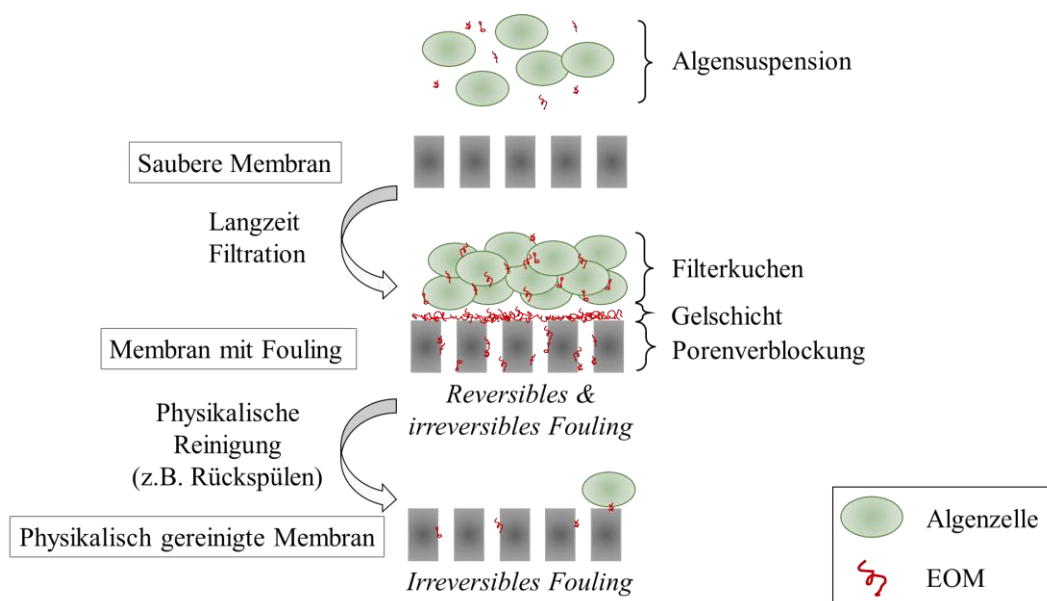 Algensuspension
Saubere Membran
Langzeit
Filtration
Filterkuchen
Gelschicht
Membran mit Fouling
Porenverblockung
Reversibles &
irreversibles Fouling
Physikalische
Reinigung
(z.B. Rückspülen)
Physikalisch gereinigte Membran
Irreversibles Fouling
Algenzelle
EOM